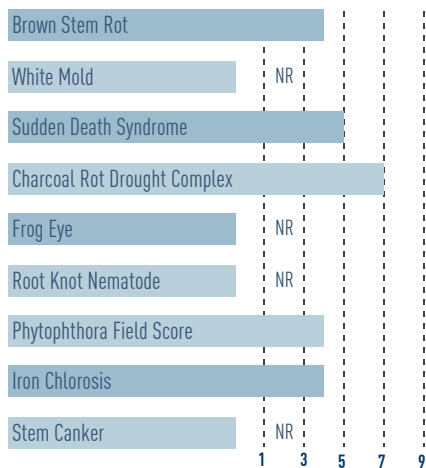 Brown Stem Rot
White Mold NR
Sudden Death Syndrome
Charcoal Rot Drought Complex
Frog Eye NR
Root Knot Nematode NR
Phytophthora Field Score
Iron Chlorosis
Stem Canker NR
1 3 5 7 9